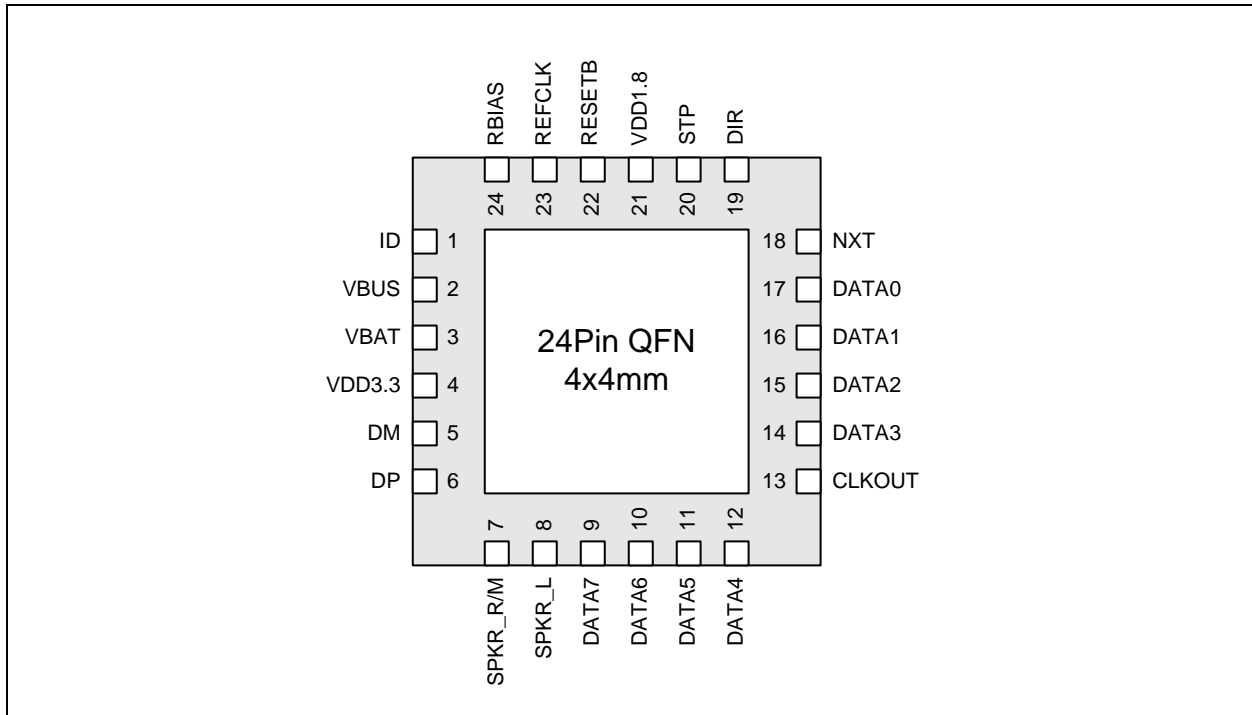 RBIAS
REFCLK
RESETB
VDD1.8
STP
DIR
24
23
22
21
20
19
ID 1
VBUS 2
VBAT 3
VDD3.3 4
DM 5
DP 6
24Pin QFN
4x4mm
18 NXT
17 DATA0
16 DATA1
15 DATA2
14 DATA3
13 CLKOUT
7
8
9
10
11
12
SPKR_R/M
SPKR_L
DATA7
DATA6
DATA5
DATA4